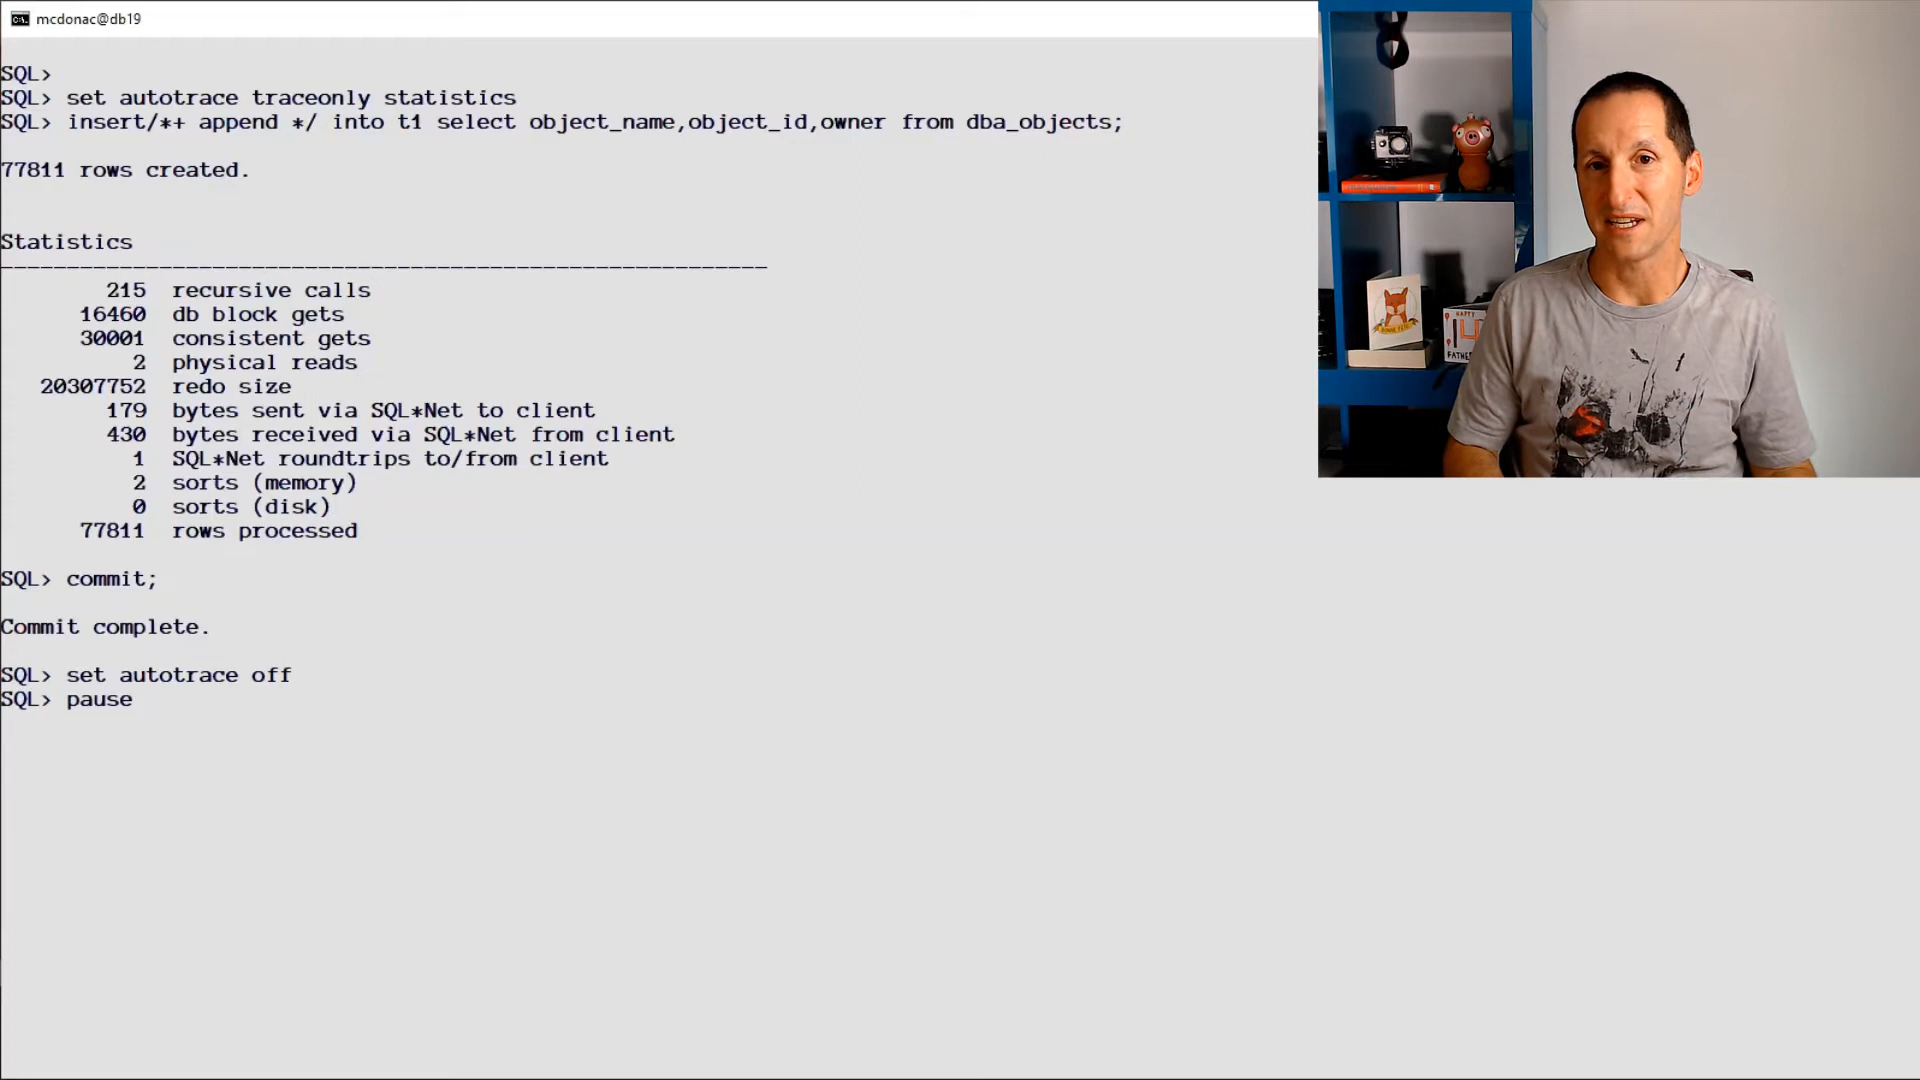 mcdonac@db19
SQL>
SQL> set autotrace traceonly statistics
SQL> insert/*+ append */ into t1 select object_name,object_id,owner from dba_objects;
77811 rows created.
Statistics
----------------------------------------------------------
215 recursive calls
16460 db block gets
30001 consistent gets
2 physical reads
20307752 redo size
179 bytes sent via SQL*Net to client
430 bytes received via SQL*Net from client
1 SQL*Net roundtrips to/from client
2 sorts (memory)
0 sorts (disk)
77811 rows processed
SQL> commit;
Commit complete.
SQL> set autotrace off
SQL> pause
HAPPY
FATHE